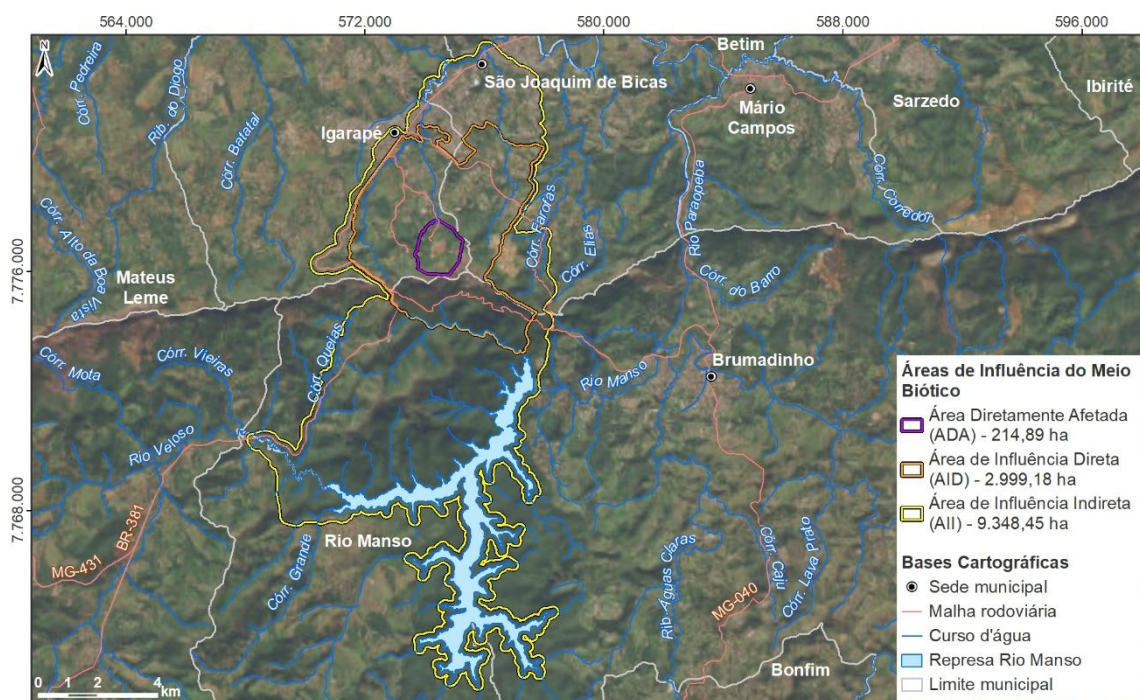 564.000
572.000
580.000
588.000
596.000
7.776.000
7.768.000
N
Betim
São Joaquim de Bicas
Ibirité
Sarzedo
Mário
Campos
Igarapé
Córr. Pedreira
Rib. do Diogo
Córr. Batatal
Córr. Alto da Boa Vista
Rio Paraopeba
Córr. Corredor
Córr. Farofas
Córr. Elias
Córr. do Barro
Mateus
Leme
Córr. Mota
Córr. Vieiras
Córr. Queias
Rio Manso
Brumadinho
Rio Veloso
BR-381
MG-431
Rio Manso
Córr. Grande
Rib. Águas Claras
Córr. Caju
Córr. Lava Prato
MG-040
Bonfim
0 1 2 4
km
Áreas de Influência do Meio
Biótico
Área Diretamente Afetada
(ADA) - 214,89 ha
Área de Influência Direta
(AID) - 2.999,18 ha
Área de Influência Indireta
(AII) - 9.348,45 ha
Bases Cartográficas
Sede municipal
Malha rodoviária
Curso d'água
Represa Rio Manso
Limite municipal